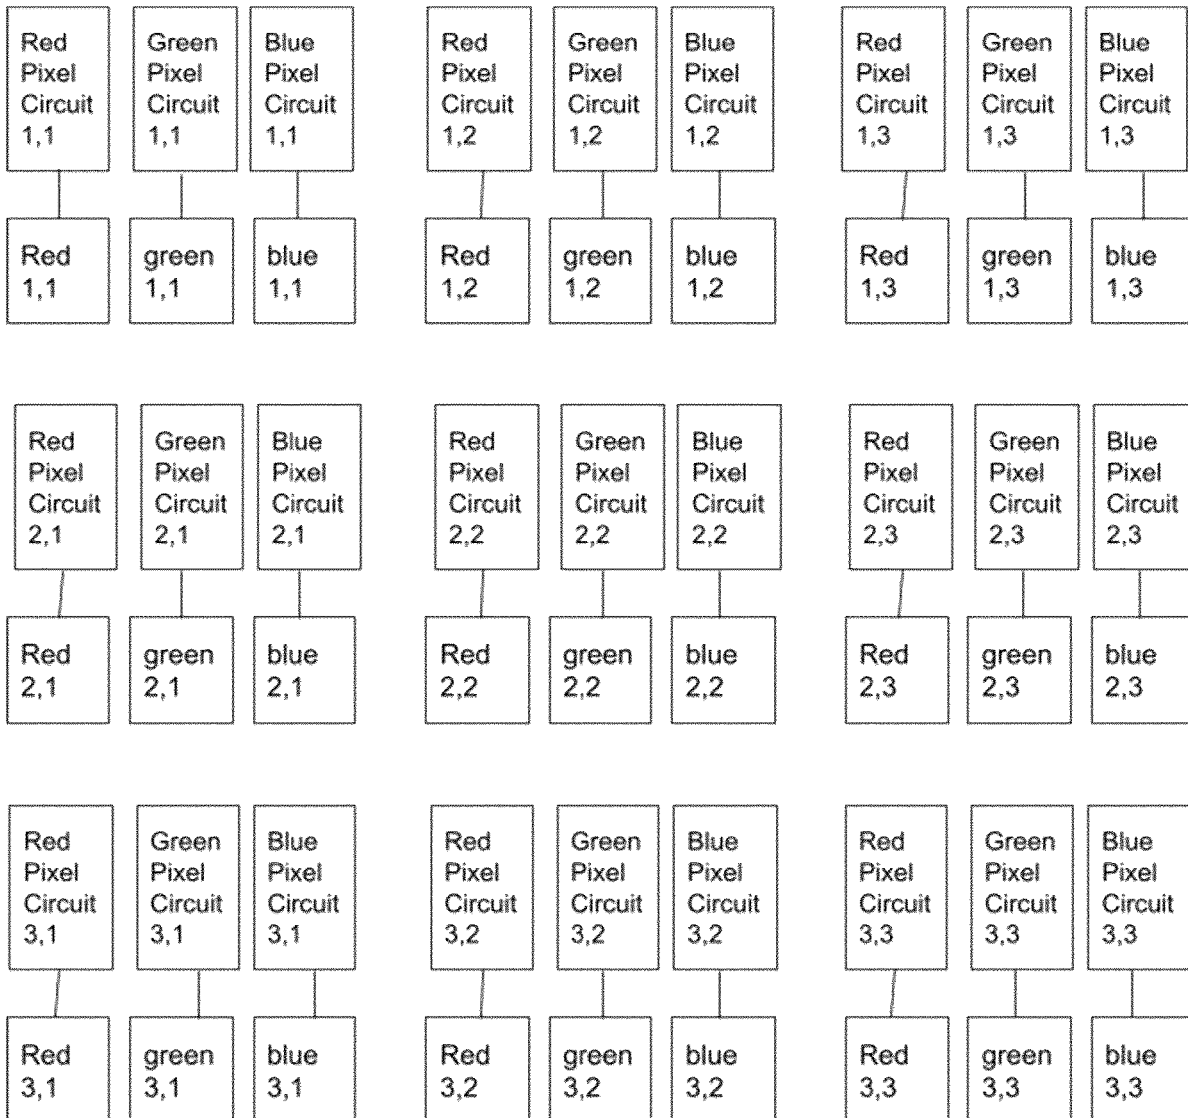 Red
Pixel
Circuit
1,1
Green
Pixel
Circuit
1,1
Blue
Pixel
Circuit
1,1
Red
Pixel
Circuit
1,2
Green
Pixel
Circuit
1,2
Blue
Pixel
Circuit
1,2
Red
Pixel
Circuit
1,3
Green
Pixel
Circuit
1,3
Blue
Pixel
Circuit
1,3
Red
1,1
green
1,1
blue
1,1
Red
1,2
green
1,2
blue
1,2
Red
1,3
green
1,3
blue
1,3
Red
Pixel
Circuit
2,1
Green
Pixel
Circuit
2,1
Blue
Pixel
Circuit
2,1
Red
Pixel
Circuit
2,2
Green
Pixel
Circuit
2,2
Blue
Pixel
Circuit
2,2
Red
Pixel
Circuit
2,3
Green
Pixel
Circuit
2,3
Blue
Pixel
Circuit
2,3
Red
2,1
green
2,1
blue
2,1
Red
2,2
green
2,2
blue
2,2
Red
2,3
green
2,3
blue
2,3
Red
Pixel
Circuit
3,1
Green
Pixel
Circuit
3,1
Blue
Pixel
Circuit
3,1
Red
Pixel
Circuit
3,2
Green
Pixel
Circuit
3,2
Blue
Pixel
Circuit
3,2
Red
Pixel
Circuit
3,3
Green
Pixel
Circuit
3,3
Blue
Pixel
Circuit
3,3
Red
3,1
green
3,1
blue
3,1
Red
3,2
green
3,2
blue
3,2
Red
3,3
green
3,3
blue
3,3